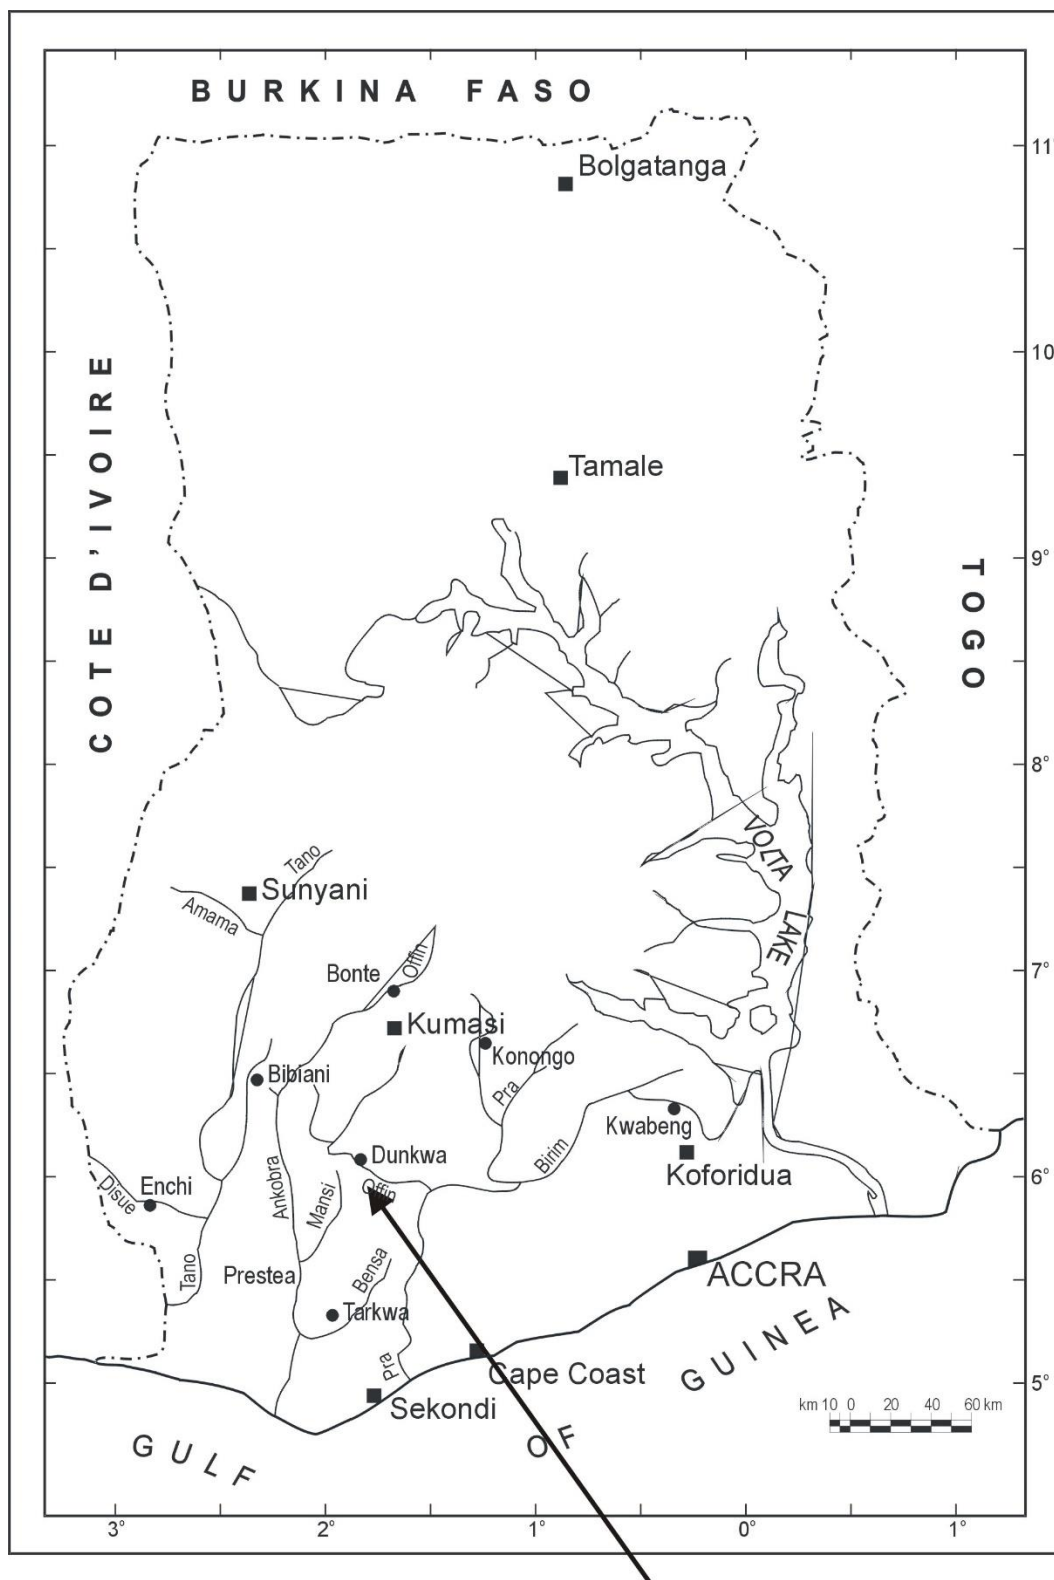 BURKINA FASO
11°
Bolgatanga
10
COTE D'IVOIRE
Tamale
9°
TOGO
8°
VOLTA
LAKE
Tano
Sunyani
Amama
Offin
Bonte
7°
Kumasi
Konongo
Bibiani
Pra
Kwabeng
Birim
Dunkwa
Koforidua
6°
Disue
Enchi
Ankobra
Mansi
Offin
Tano
Prestea
Bensa
ACCRA
Tarkwa
GUINEA
Pra
Cape Coast
5°
Sekondi
km 10 0 20 40 60 km
OF
GULF
3° 2° 1° 0° 1°